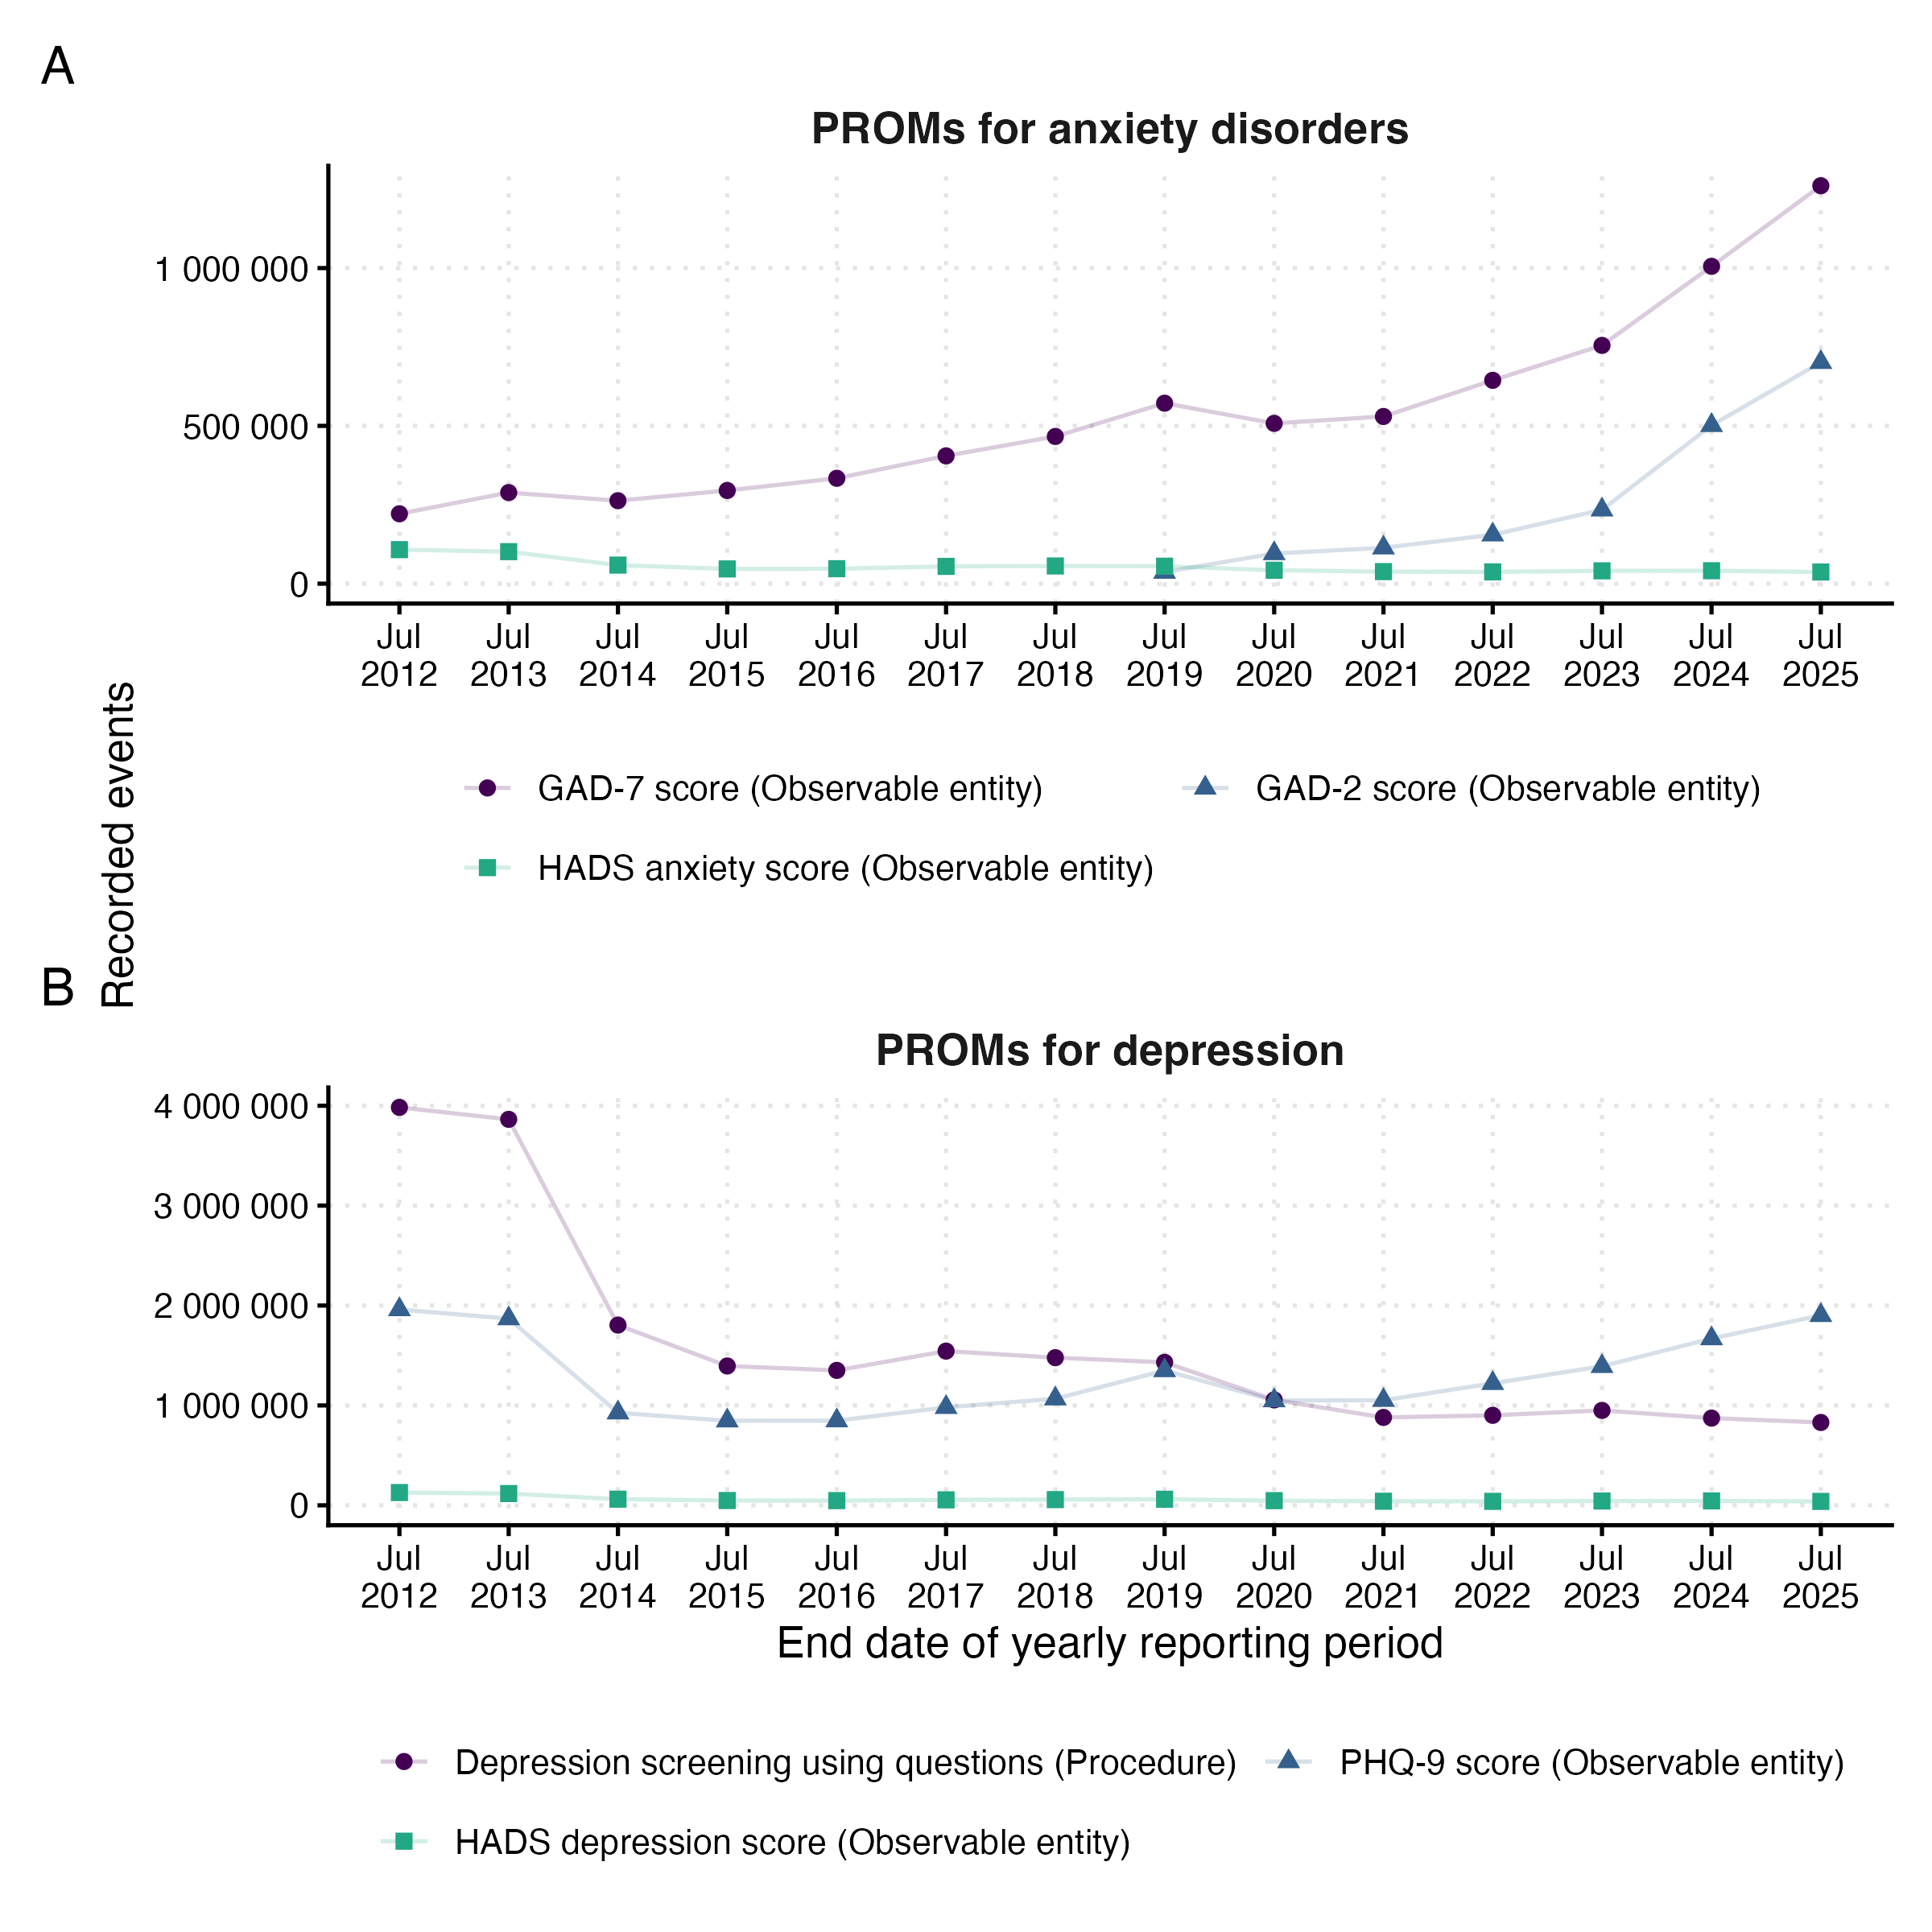 A
PROMs for anxiety disorders
1 000 000
500 000
0
Jul 2012 Jul 2013 Jul 2014 Jul 2015 Jul 2016 Jul 2017 Jul 2018 Jul 2019 Jul 2020 Jul 2021 Jul 2022 Jul 2023 Jul 2024 Jul 2025
GAD-7 score (Observable entity)
GAD-2 score (Observable entity)
HADS anxiety score (Observable entity)
Recorded events
B
PROMs for depression
4 000 000
3 000 000
2 000 000
1 000 000
0
Jul 2012 Jul 2013 Jul 2014 Jul 2015 Jul 2016 Jul 2017 Jul 2018 Jul 2019 Jul 2020 Jul 2021 Jul 2022 Jul 2023 Jul 2024 Jul 2025
End date of yearly reporting period
Depression screening using questions (Procedure)
PHQ-9 score (Observable entity)
HADS depression score (Observable entity)